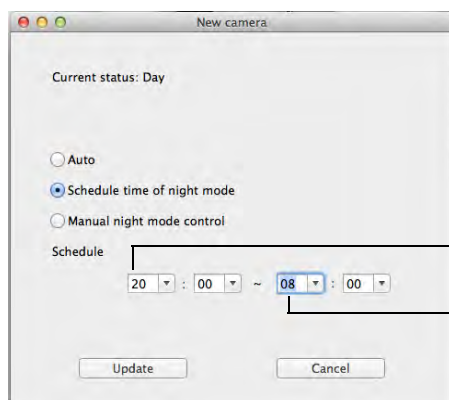 New camera
Current status: Day
Auto
Schedule time of night mode
Manual night mode control
Schedule
20 : 00 ~ 08 : 00
Update Cancel